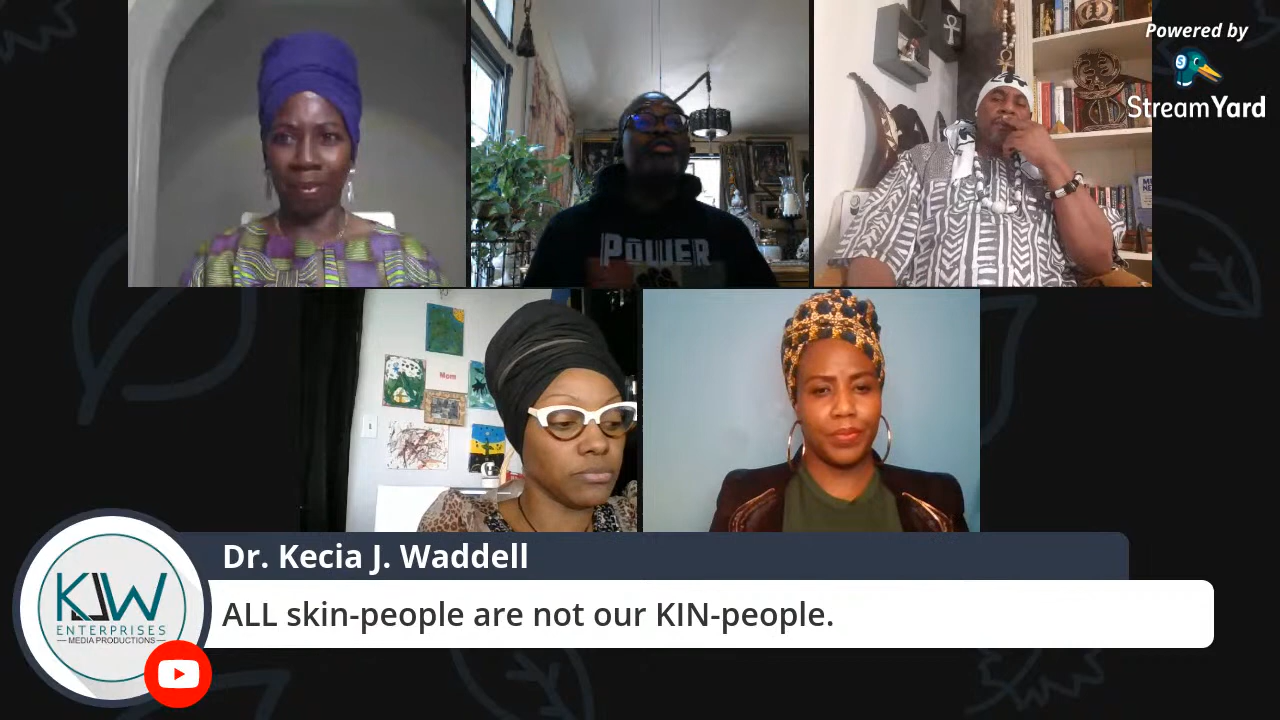 Powered by
StreamYard
POWER
Mom
Dr. Kecia J. Waddell
ALL skin-people are not our KIN-people.
KJW
ENTERPRISES
MEDIA PRODUCTIONS